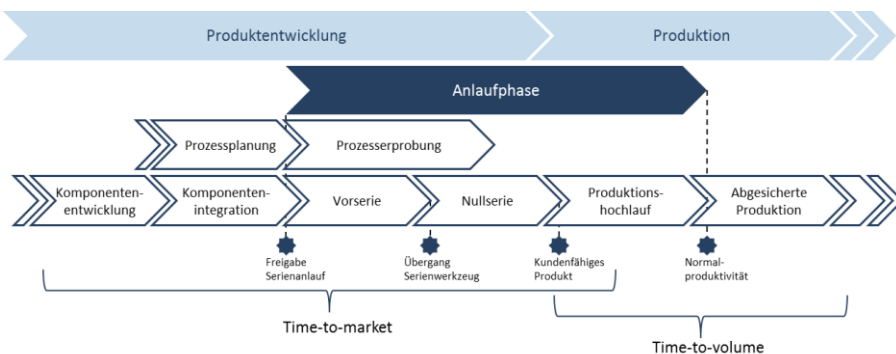 Produktentwicklung
Produktion
Anlaufphase
Prozessplanung
Prozesserprobung
Komponenten-
entwicklung
Komponenten-
integration
Vorserie
Nullserie
Produktions-
hochlauf
Abgesicherte
Produktion
Freigabe
Serienanlauf
Übergang
Serienwerkzeug
Kundenfähiges
Produkt
Normal-
produktivität
Time-to-market
Time-to-volume